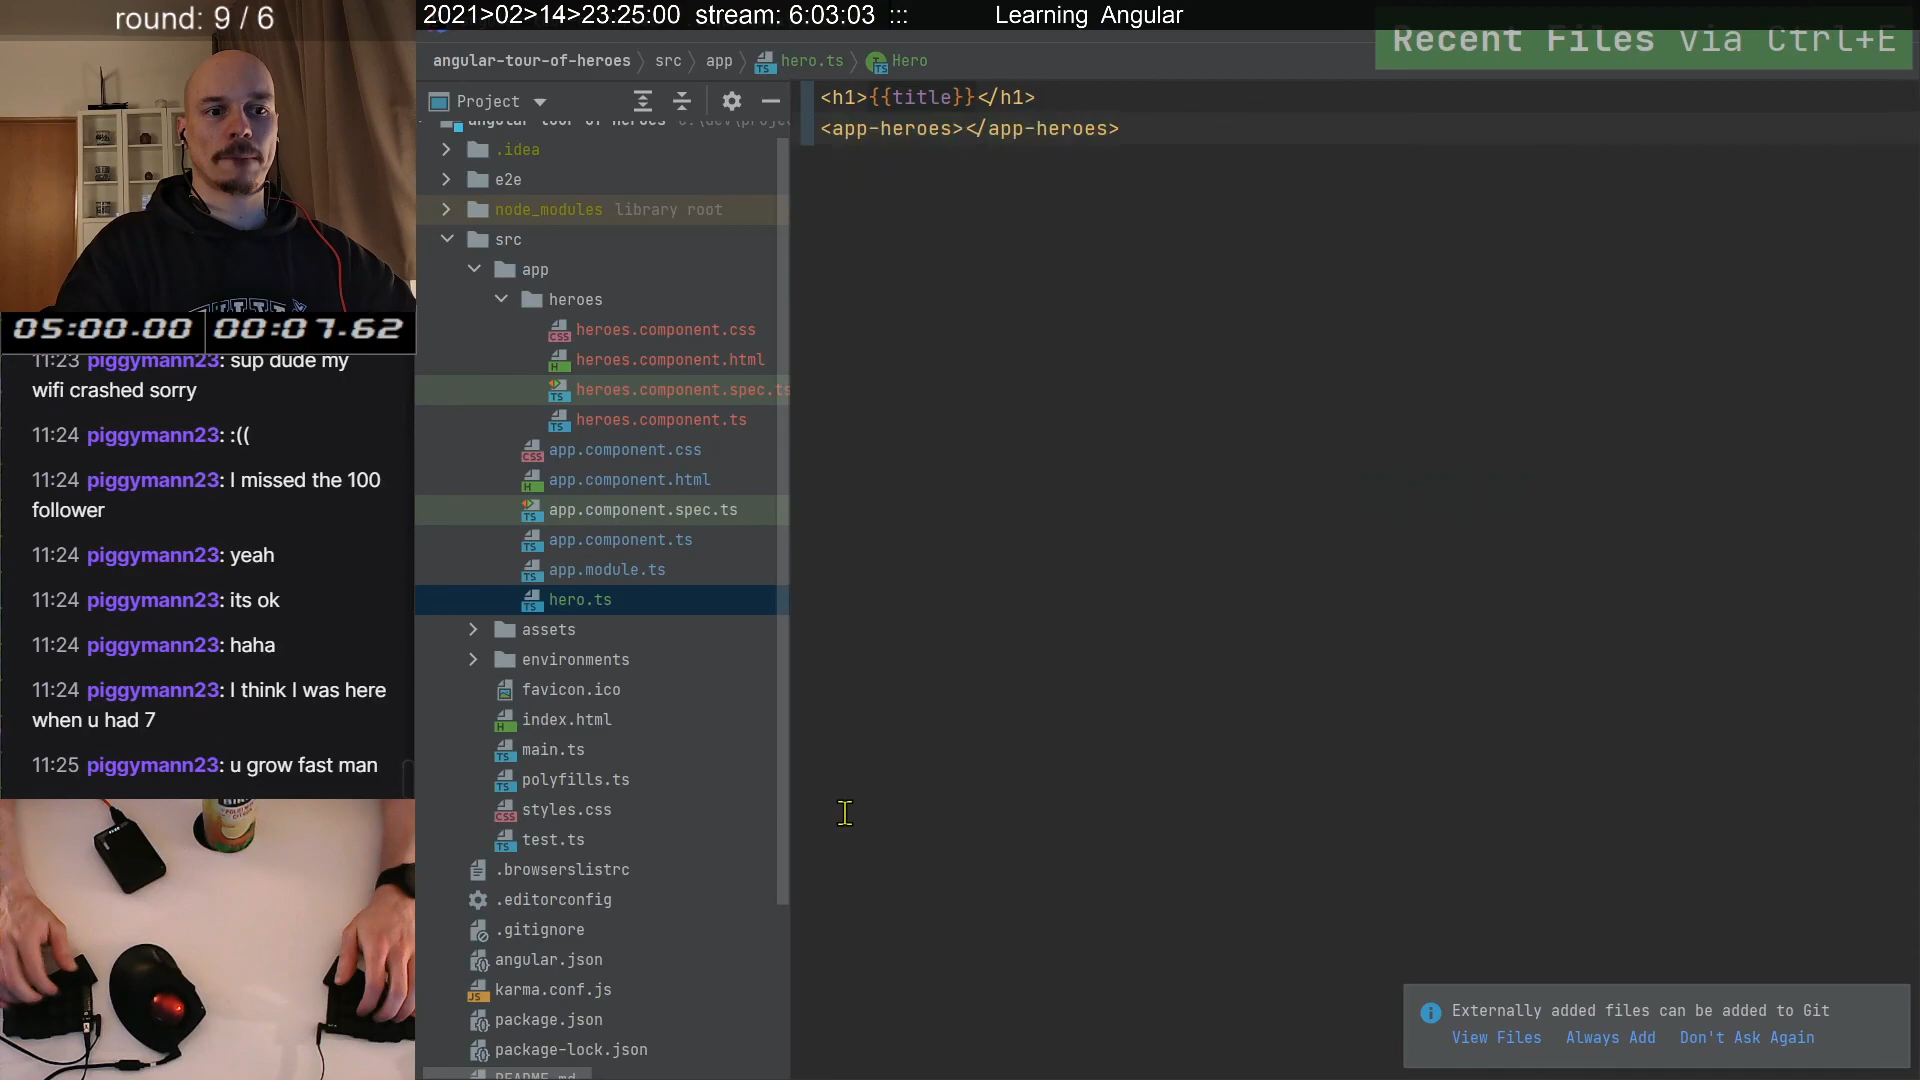 round: 9 / 6
2021>02>14>23:25:00 stream: 6:03:03 ::: Learning Angular
Recent Files via Ctrl+E
angular-tour-of-heroes src app hero.ts Hero
Project
angular-tour-of-heroes
.idea
e2e
node_modules library root
src
app
heroes
heroes.component.css
heroes.component.html
heroes.component.spec.ts
heroes.component.ts
app.component.css
app.component.html
app.component.spec.ts
app.component.ts
app.module.ts
hero.ts
assets
environments
favicon.ico
index.html
main.ts
polyfills.ts
styles.css
test.ts
.browserslistrc
.editorconfig
.gitignore
angular.json
karma.conf.js
package.json
package-lock.json
README.md
<h1>{{title}}</h1>
<app-heroes></app-heroes>
05:00.00 00:07.62
11:23 piggymann23: sup dude my
wifi crashed sorry
11:24 piggymann23: :((
11:24 piggymann23: I missed the 100
follower
11:24 piggymann23: yeah
11:24 piggymann23: its ok
11:24 piggymann23: haha
11:24 piggymann23: I think I was here
when u had 7
11:25 piggymann23: u grow fast man
Externally added files can be added to Git
View Files Always Add Don't Ask Again